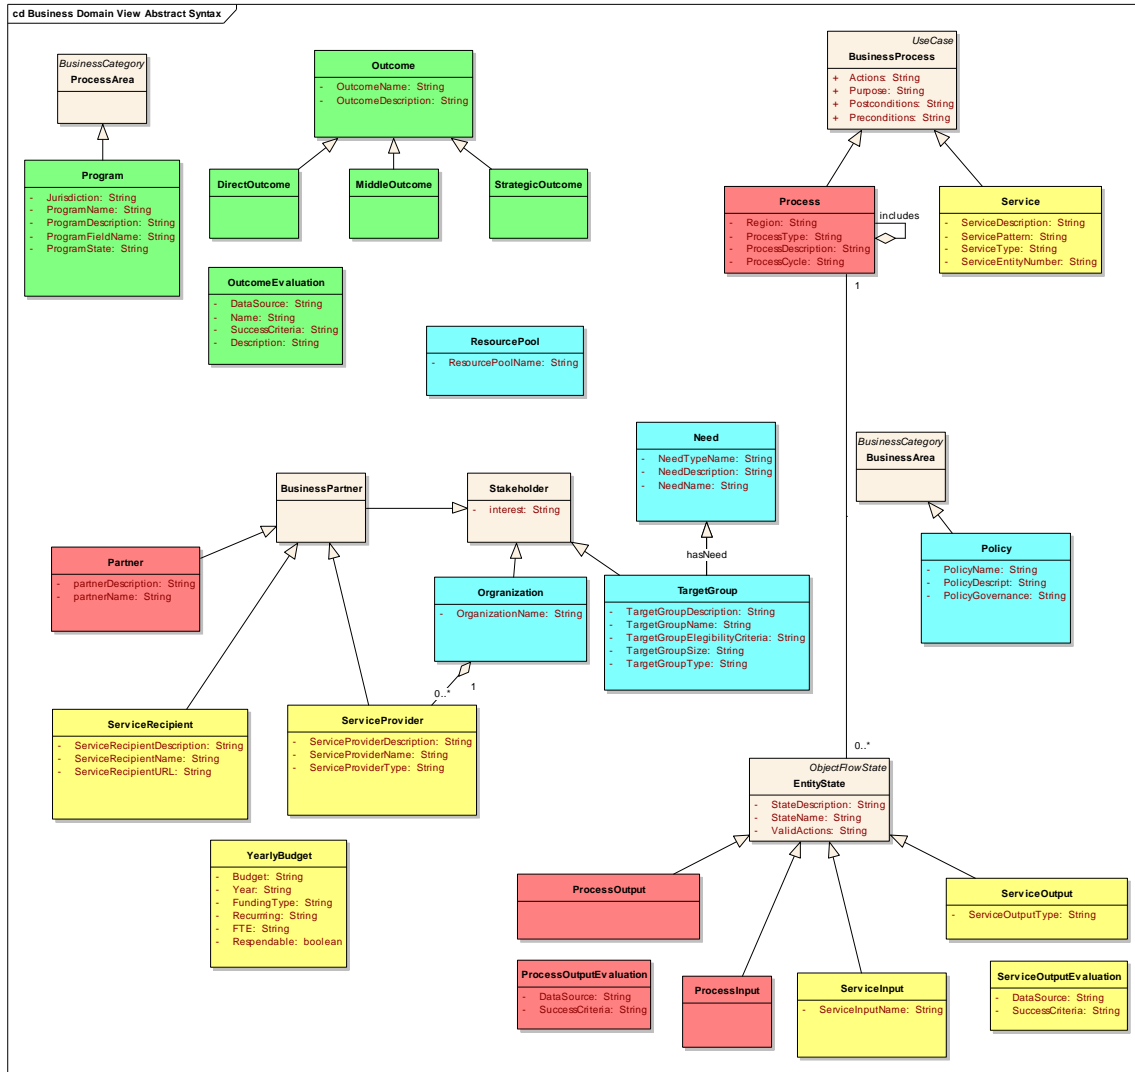 cd Business Domain View Abstract Syntax
BusinessCategory
ProcessArea
Outcome
- OutcomeName: String
- OutcomeDescription: String
UseCase
BusinessProcess
+ Actions: String
+ Purpose: String
+ Postconditions: String
+ Preconditions: String
Program
- Jurisdiction: String
- ProgramName: String
- ProgramDescription: String
- ProgramFieldName: String
- ProgramState: String
DirectOutcome
MiddleOutcome
StrategicOutcome
Process
- Region: String
- ProcessType: String
- ProcessDescription: String
- ProcessCycle: String
includes
1
Service
- ServiceDescription: String
- ServicePattern: String
- ServiceType: String
- ServiceEntityNumber: String
OutcomeEvaluation
- DataSource: String
- Name: String
- SuccessCriteria: String
- Description: String
ResourcePool
- ResourcePoolName: String
Need
- NeedTypeName: String
- NeedDescription: String
- NeedName: String
BusinessCategory
BusinessArea
BusinessPartner
Stakeholder
- interest: String
hasNeed
Policy
- PolicyName: String
- PolicyDescript: String
- PolicyGovernance: String
Partner
- partnerDescription: String
- partnerName: String
Orgranization
- OrganizationName: String
TargetGroup
- TargetGroupDescription: String
- TargetGroupName: String
- TargetGroupElegibilityCriteria: String
- TargetGroupSize: String
- TargetGroupType: String
1
0..*
ServiceRecipient
- ServiceRecipientDescription: String
- ServiceRecipientName: String
- ServiceRecipientURL: String
ServiceProvider
- ServiceProviderDescription: String
- ServiceProviderName: String
- ServiceProviderType: String
0..*
ObjectFlowState
EntityState
- StateDescription: String
- StateName: String
- ValidActions: String
YearlyBudget
- Budget: String
- Year: String
- FundingType: String
- Recurring: String
- FTE: String
- Respendable: boolean
ProcessOutput
ServiceOutput
- ServiceOutputType: String
ProcessOutputEvaluation
- DataSource: String
- SuccessCriteria: String
ProcessInput
ServiceInput
- ServiceInputName: String
ServiceOutputEvaluation
- DataSource: String
- SuccessCriteria: String